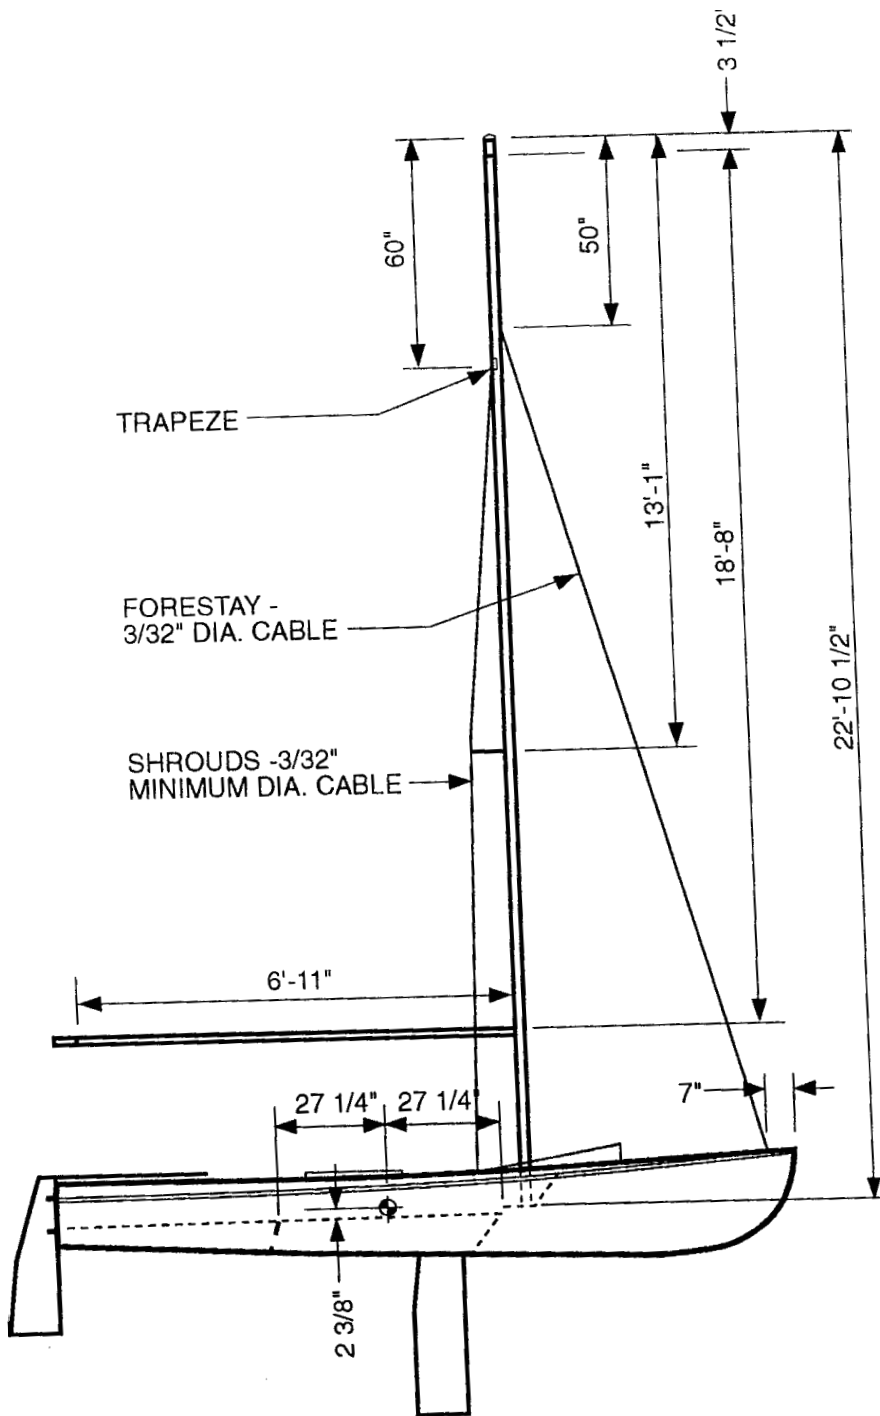 3 1/2'
60"
50"
TRAPEZE
13'-1"
18'-8"
FORESTAY -
3/32" DIA. CABLE
22'-10 1/2"
SHROUDS -3/32"
MINIMUM DIA. CABLE
6'-11"
7"
27 1/4" 27 1/4"
2 3/8"